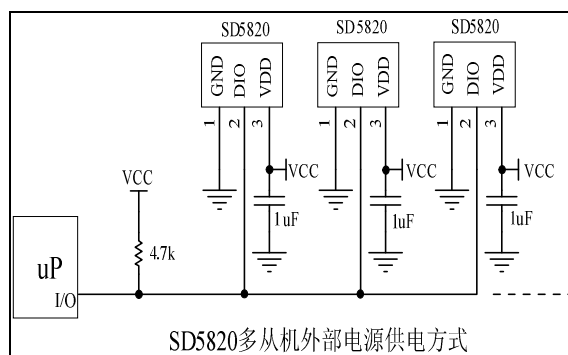 SD5820 SD5820 SD5820
GND DIO VDD GND DIO VDD GND DIO VDD
1 2 3 1 2 3 1 2 3
VCC VCC VCC
VCC
1uF 1uF 1uF
4.7k
uP
I/O
SD5820多从机外部电源供电方式